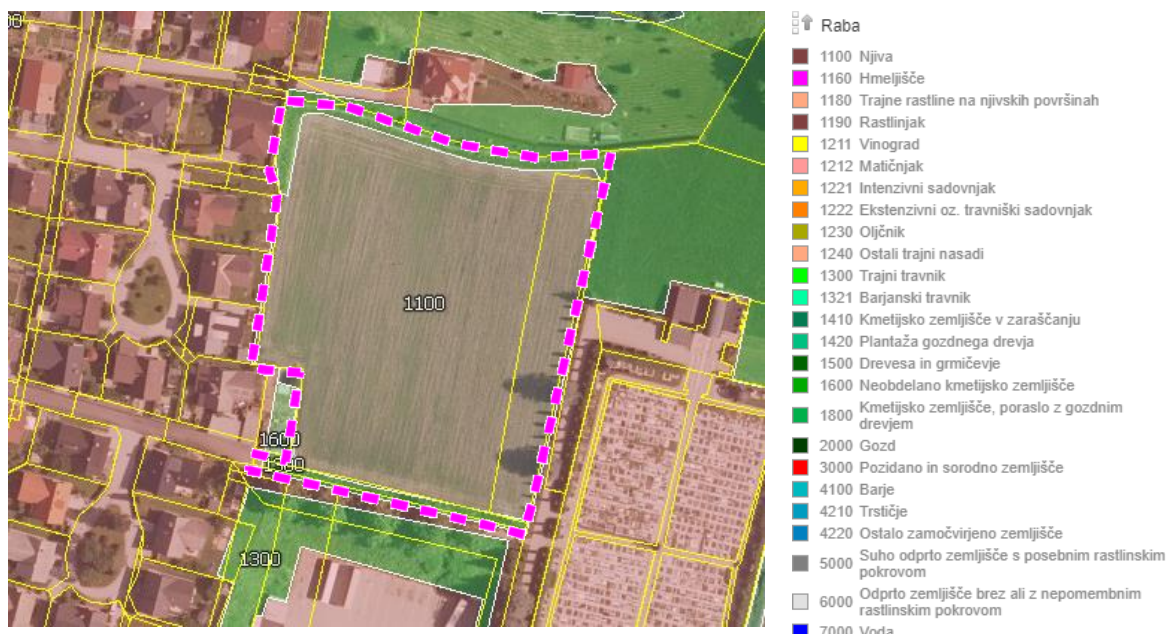 00
1100
1600
1300
1300
Raba
1100 Njiva
1160 Hmeljišče
1180 Trajne rastline na njivskih površinah
1190 Rastlinjak
1211 Vinograd
1212 Matičnjak
1221 Intenzivni sadovnjak
1222 Ekstenzivni oz. travniški sadovnjak
1230 Oljčnik
1240 Ostali trajni nasadi
1300 Trajni travnik
1321 Barjanski travnik
1410 Kmetijsko zemljišče v zaraščanju
1420 Plantaža gozdnega drevja
1500 Drevesa in grmičevje
1600 Neobdelano kmetijsko zemljišče
1800 Kmetijsko zemljišče, poraslo z gozdnim
drevjem
2000 Gozd
3000 Pozidano in sorodno zemljišče
4100 Barje
4210 Trstičje
4220 Ostalo zamočvirjeno zemljišče
5000 Suho odprto zemljišče s posebnim rastlinskim
pokrovom
6000 Odprto zemljišče brez ali z nepomembnim
rastlinskim pokrovom
7000 Voda